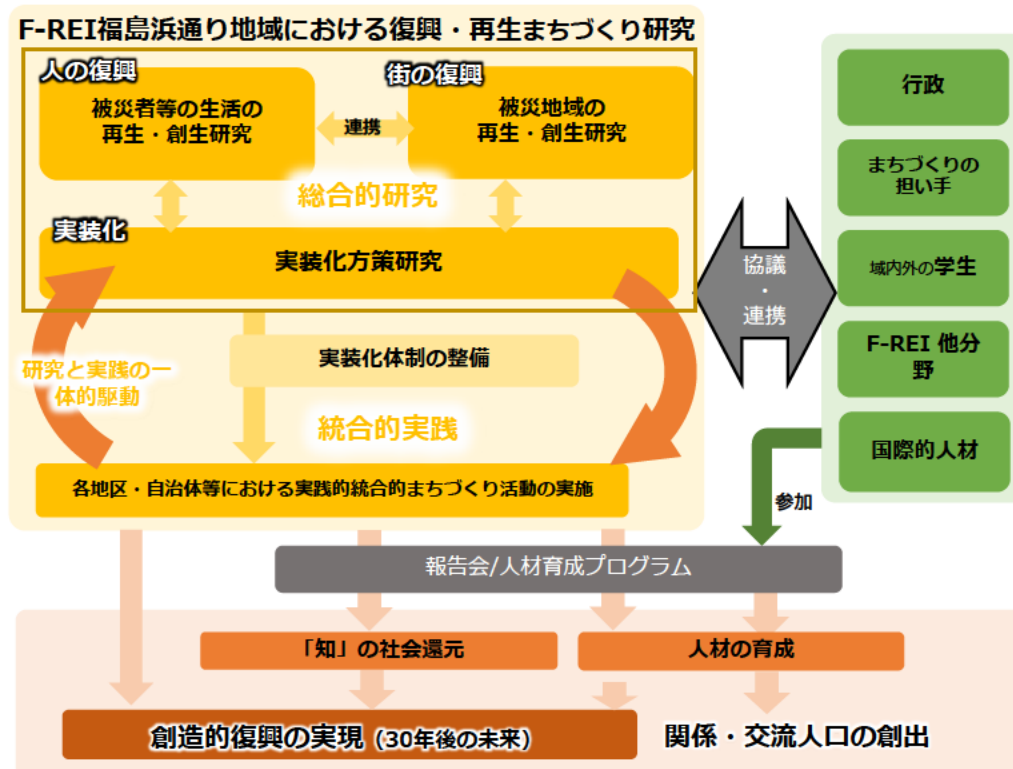 F-REI福島浜通り地域における復興・再生まちづくり研究
人の復興
街の復興
被災者等の生活の
再生・創生研究
連携
被災地域の
再生・創生研究
総合的研究
実装化
実装化方策研究
研究と実践の一
体的駆動
実装化体制の整備
統合的実践
各地区・自治体等における実践的統合的まちづくり活動の実施
協議
・
連携
行政
まちづくりの
担い手
域内外の学生
F-REI 他分
野
国際的人材
参加
報告会/人材育成プログラム
「知」の社会還元
人材の育成
創造的復興の実現（30年後の未来）
関係・交流人口の創出